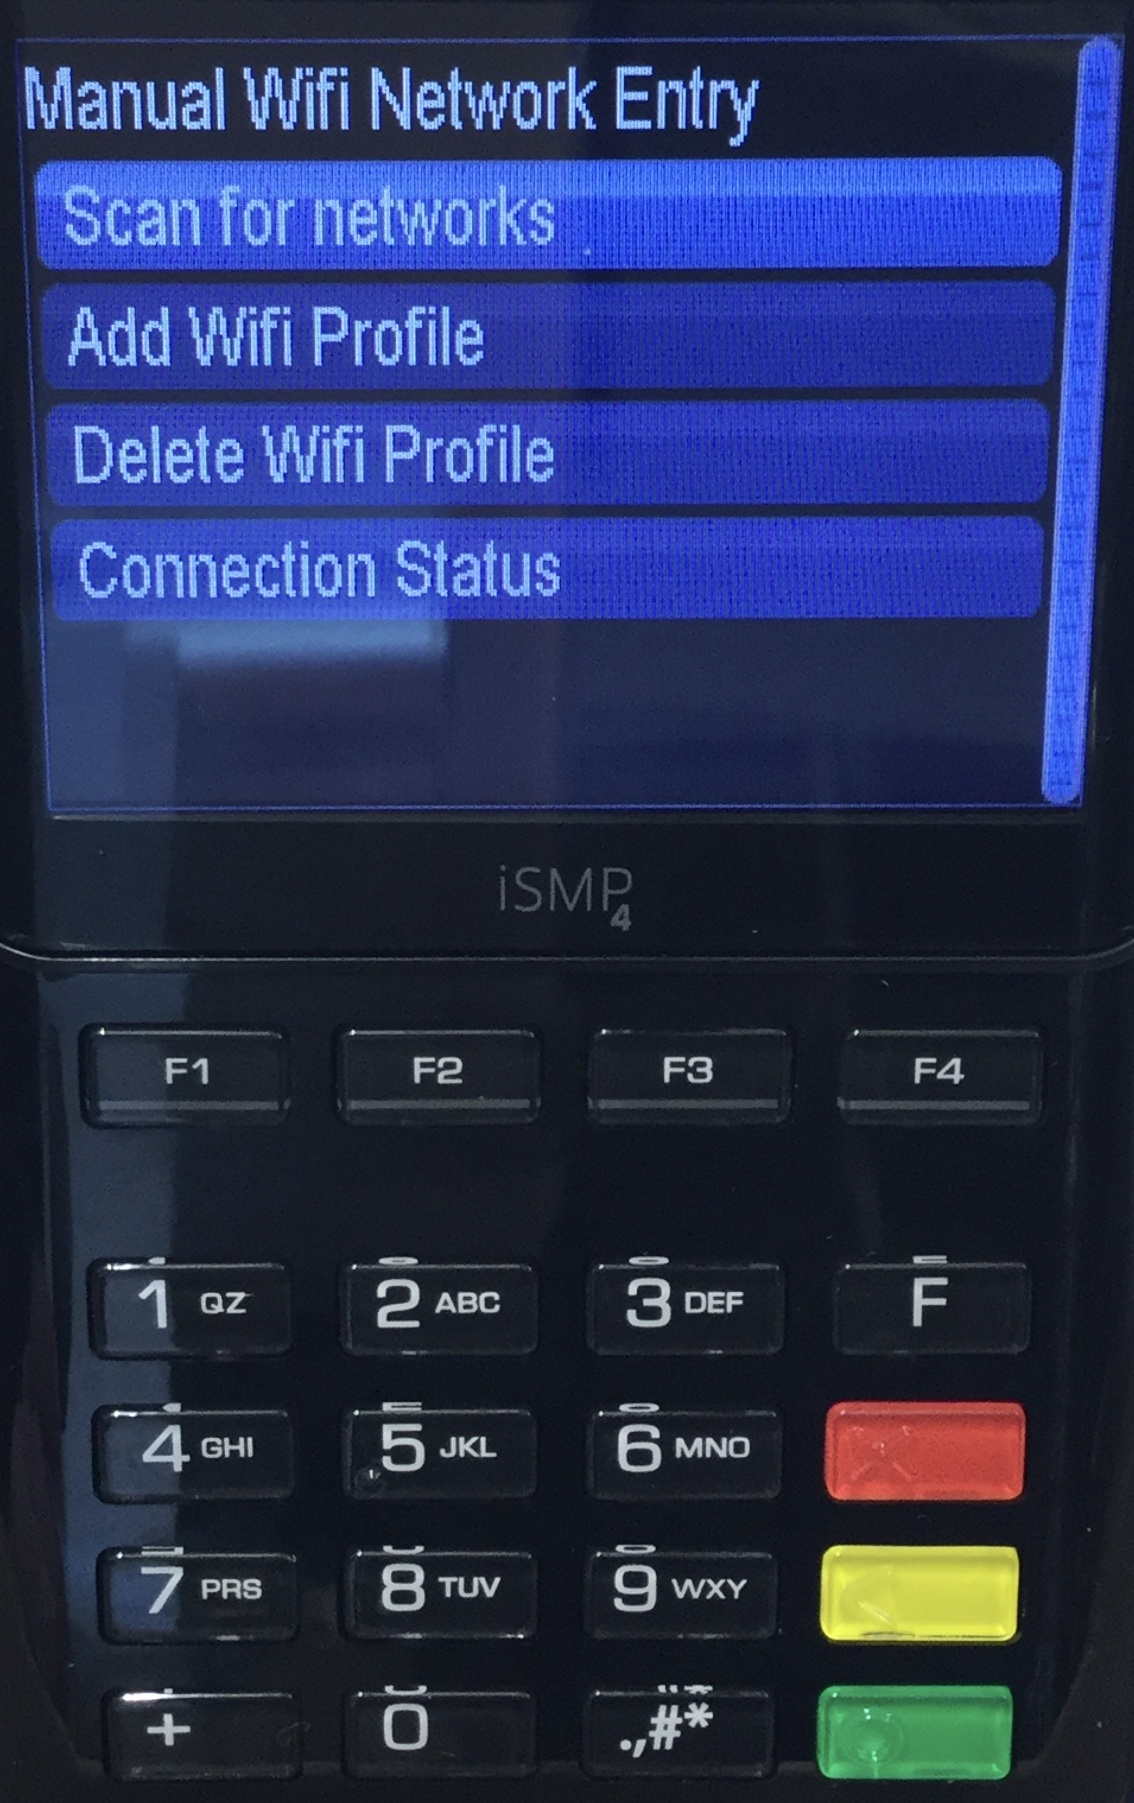 Manual Wifi Network Entry
Scan for networks
Add Wifi Profile
Delete Wifi Profile
Connection Status
iSMP4
F1 F2 F3 F4
1 QZ 2 ABC 3 DEF F
4 GHI 5 JKL 6 MNO
7 PRS 8 TUV 9 WXY
+ 0 .,#*